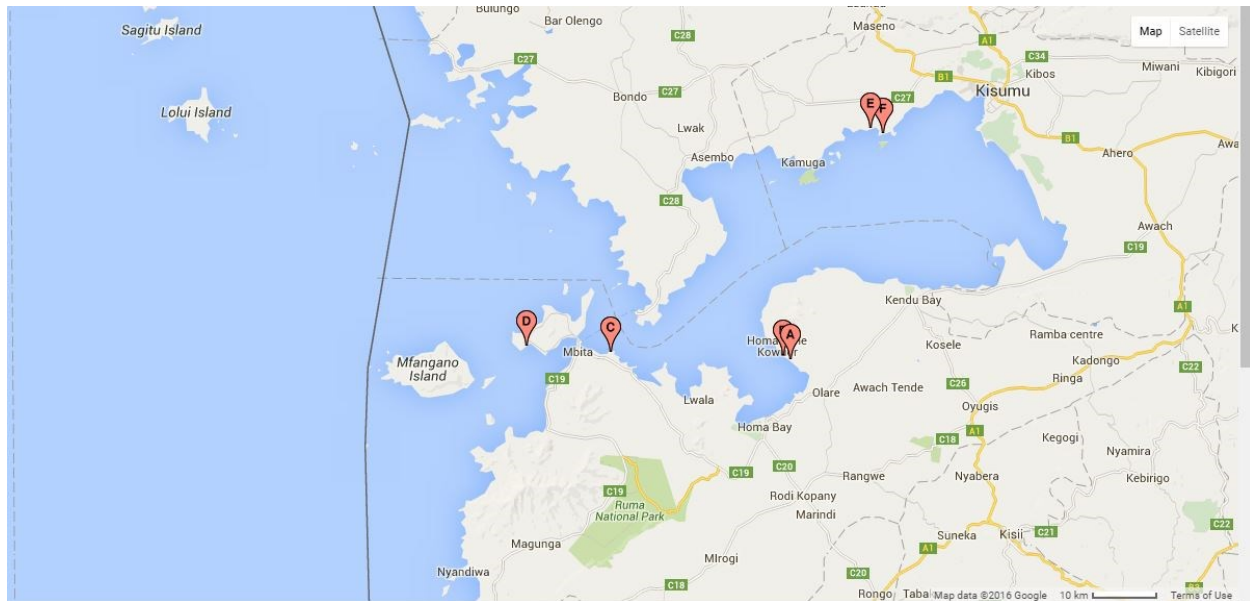 Bulungo
Bar Olengo
C28
Maseno
A1
Map Satellite
Sagitu Island
C28
C27
B1
C34
Kibos
Miwani
Kibigori
Bondo
C27
C27
Kisumu
Lolui Island
E
F
Lwak
B1
Asembo
Kamuga
Ahero
C28
Awach
C19
Kendu Bay
A1
D
C
A
Ramba centre
Mbita
Kosele
Kadongo
Mfangano
Island
C19
C26
Ringa
C22
Lwala
Olare
Awach Tende
Oyugis
Homa Bay
A1
C18
Kegogi
Nyamira
C19
C20
Rangwe
Nyabera
Kebirigo
C19
Rodi Kopany
Ruma
National Park
Marindi
C22
Suneka
Kisii
C21
Magunga
A1
MIrogi
Nyandiwa
C20
C18
Rongo
Map data ©2016 Google 10 km Terms of Use